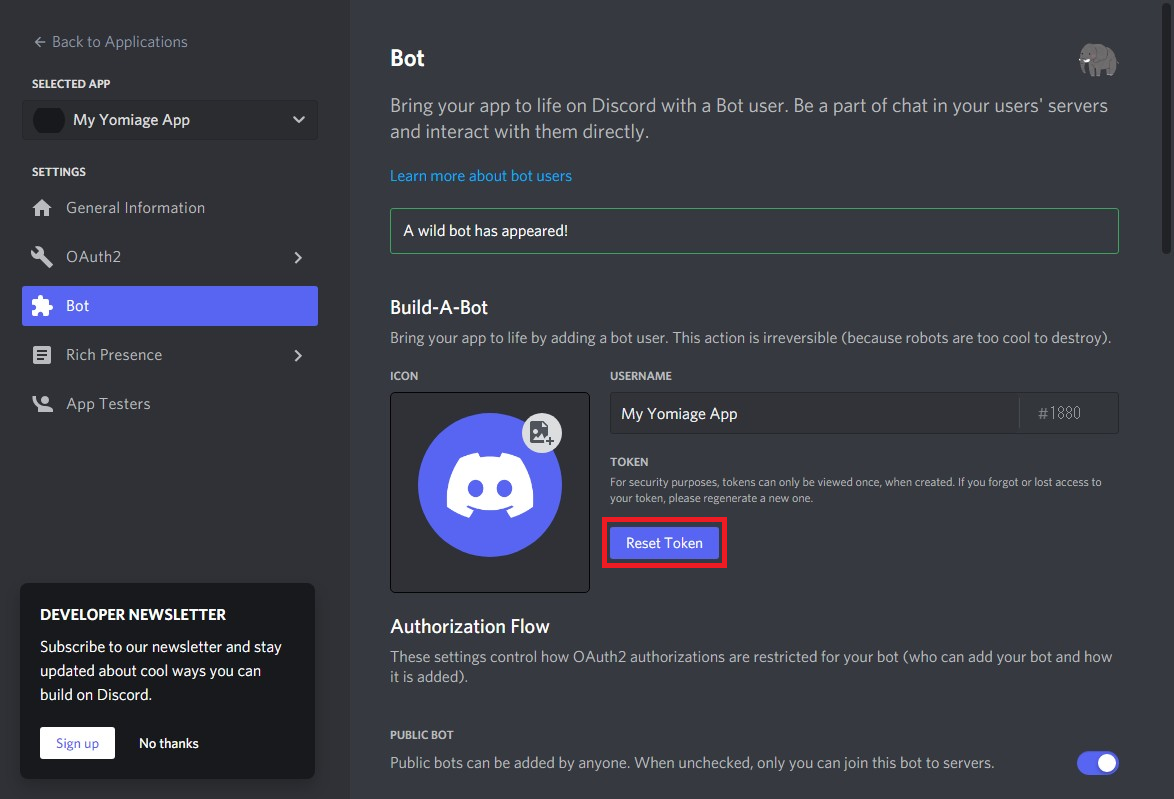 Back to Applications
SELECTED APP
My Yomiage App
SETTINGS
General Information
OAuth2
Bot
Rich Presence
App Testers
DEVELOPER NEWSLETTER
Subscribe to our newsletter and stay
updated about cool ways you can
build on Discord.
Sign up
No thanks
Bot
Bring your app to life on Discord with a Bot user. Be a part of chat in your users' servers
and interact with them directly.
Learn more about bot users
A wild bot has appeared!
Build-A-Bot
Bring your app to life by adding a bot user. This action is irreversible (because robots are too cool to destroy).
ICON
USERNAME
My Yomiage App
#1880
TOKEN
For security purposes, tokens can only be viewed once, when created. If you forgot or lost access to
your token, please regenerate a new one.
Reset Token
Authorization Flow
These settings control how OAuth2 authorizations are restricted for your bot (who can add your bot and how
it is added).
PUBLIC BOT
Public bots can be added by anyone. When unchecked, only you can join this bot to servers.